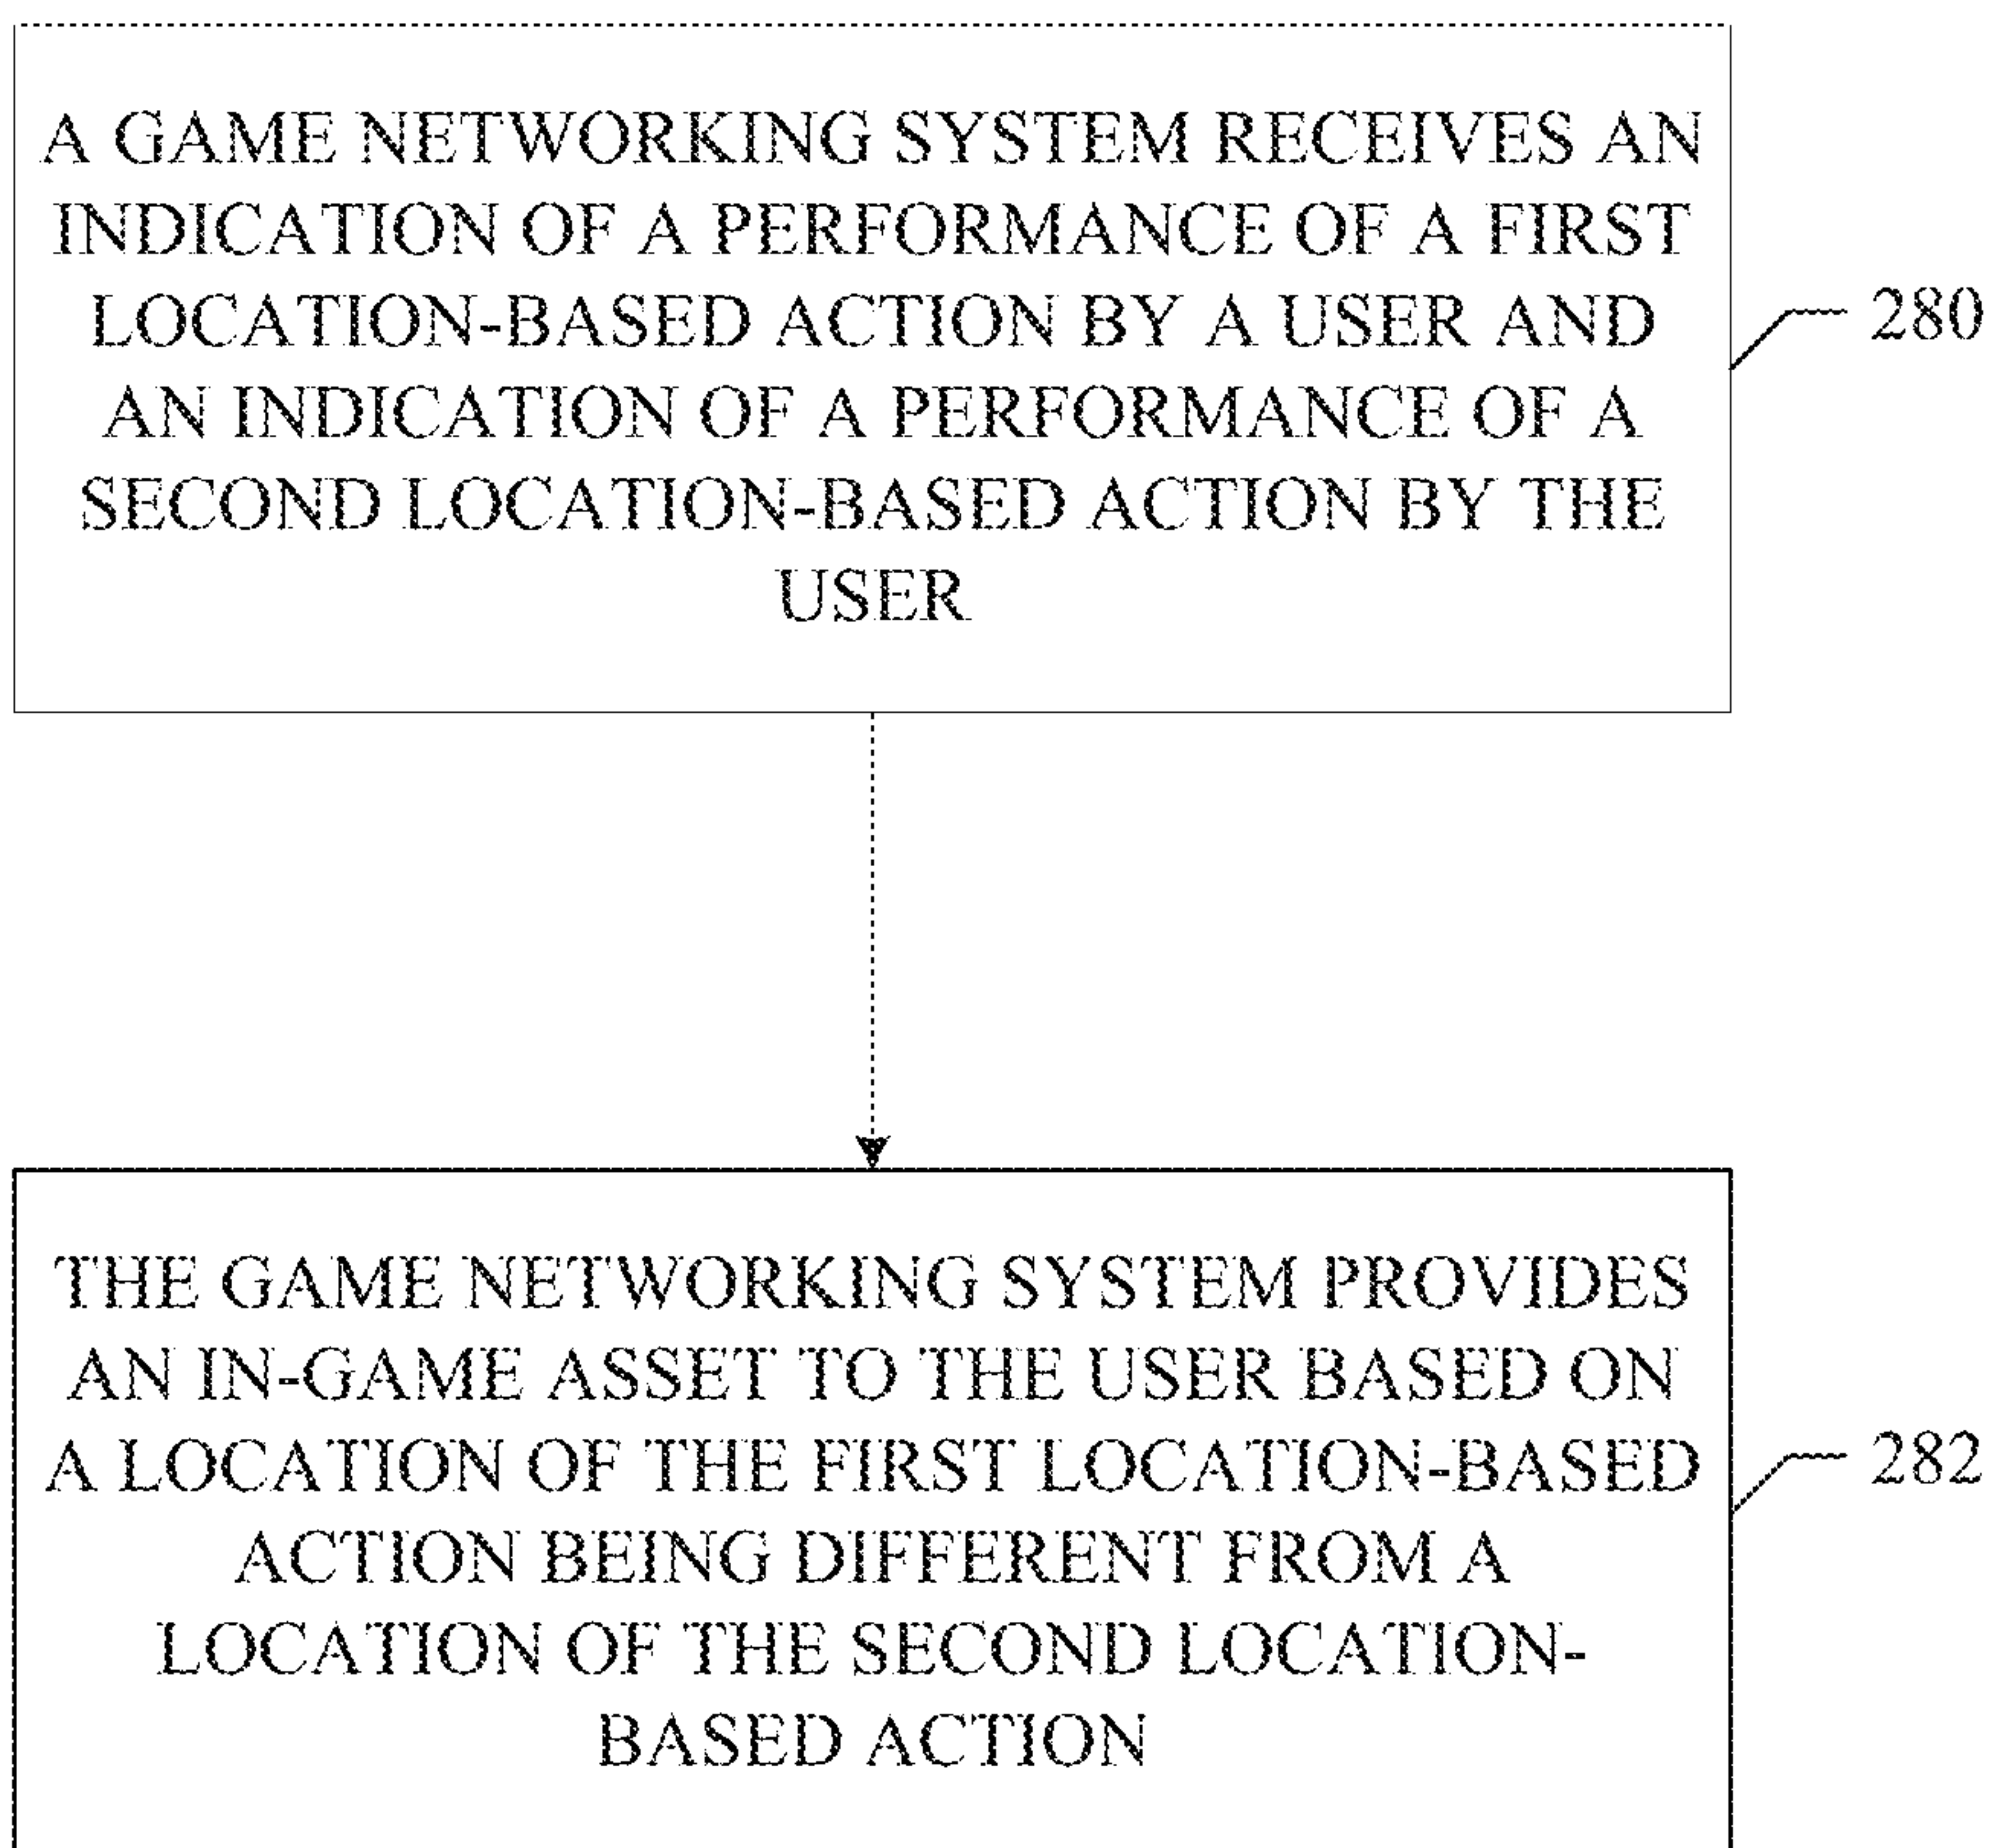 A GAME NETWORKING SYSTEM RECEIVES AN
INDICATION OF A PERFORMANCE OF A FIRST
LOCATION-BASED ACTION BY A USER AND
AN INDICATION OF A PERFORMANCE OF A
SECOND LOCATION-BASED ACTION BY THE
USER
280
THE GAME NETWORKING SYSTEM PROVIDES
AN IN-GAME ASSET TO THE USER BASED ON
A LOCATION OF THE FIRST LOCATION-BASED
ACTION BEING DIFFERENT FROM A
LOCATION OF THE SECOND LOCATION-
BASED ACTION
282